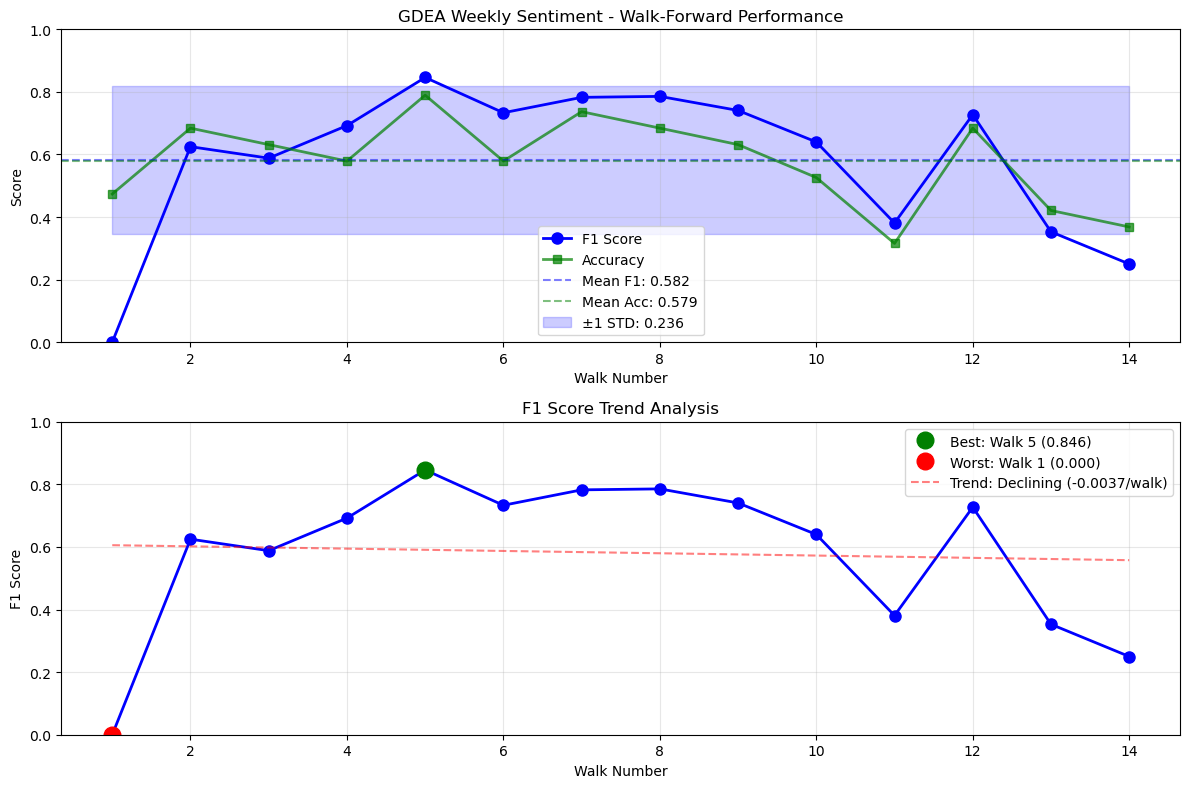 GDEA Weekly Sentiment - Walk-Forward Performance
1.0
0.8
0.6
0.4
0.2
0.0
Score
F1 Score
Accuracy
Mean F1: 0.582
Mean Acc: 0.579
±1 STD: 0.236
2 4 6 8 10 12 14
Walk Number
F1 Score Trend Analysis
1.0
0.8
0.6
0.4
0.2
0.0
F1 Score
Best: Walk 5 (0.846)
Worst: Walk 1 (0.000)
Trend: Declining (-0.0037/walk)
2 4 6 8 10 12 14
Walk Number